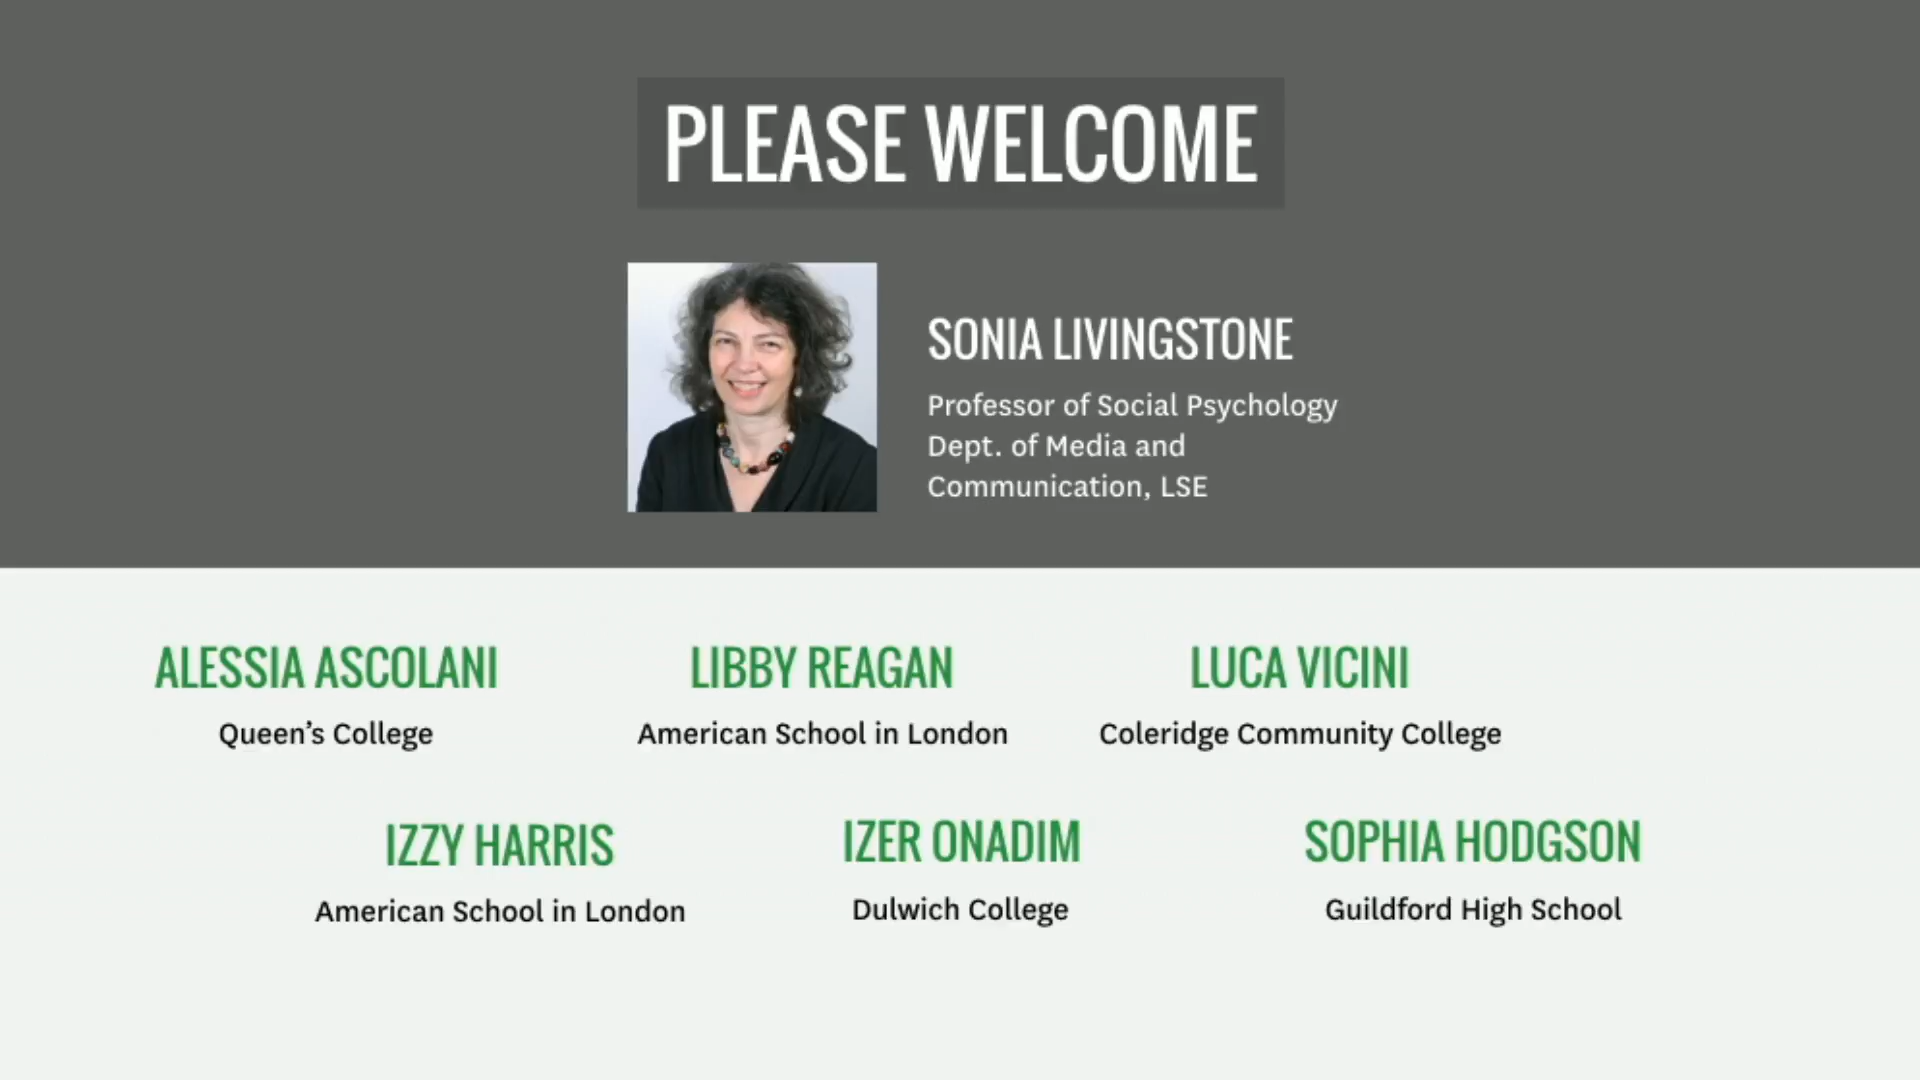 PLEASE WELCOME
SONIA LIVINGSTONE
Professor of Social Psychology
Dept. of Media and
Communication, LSE
ALESSIA ASCOLANI
Queen's College
LIBBY REAGAN
American School in London
LUCA VICINI
Coleridge Community College
IZZY HARRIS
American School in London
IZER ONADIM
Dulwich College
SOPHIA HODGSON
Guildford High School